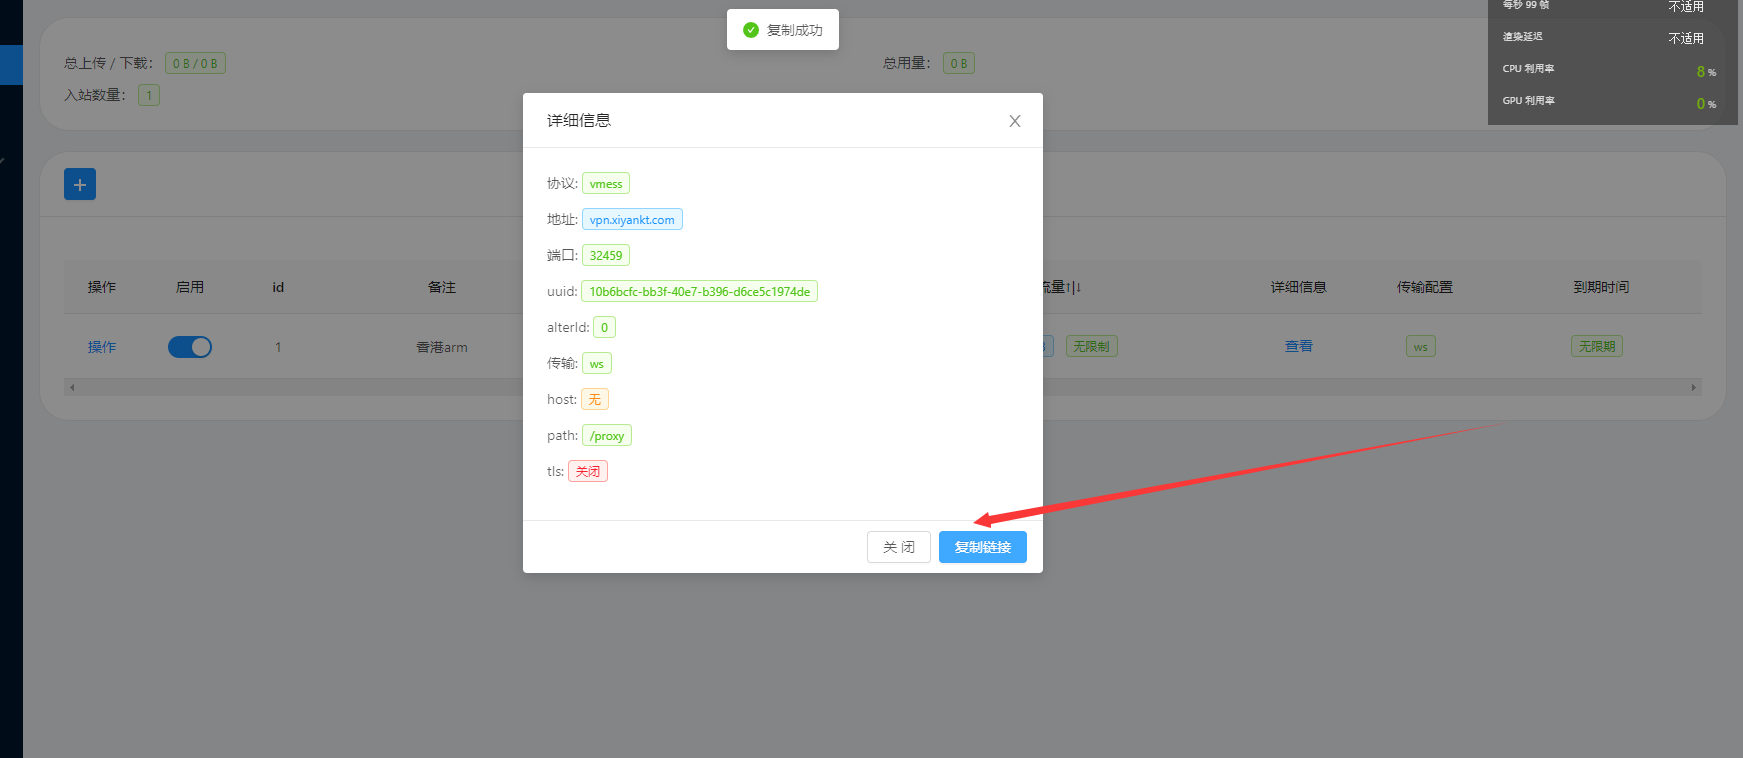 每秒 99 帧 不适用
复制成功
渲染延迟 不适用
总上传 / 下载： 0 B / 0 B 总用量： 0 B
CPU 利用率 8 %
入站数量： 1
GPU 利用率 0 %
详细信息
协议: vmess
地址: vpn.xiyankt.com
端口: 32459
uuid: 10b6bcfc-bb3f-40e7-b396-d6ce5c1974de
alterId: 0
传输: ws
host: 无
path: /proxy
tls: 关闭
关 闭 复制链接
操作 启用 id 备注 流量↑|↓ 详细信息 传输配置 到期时间
操作 1 香港arm 无限制 查看 ws 无限期